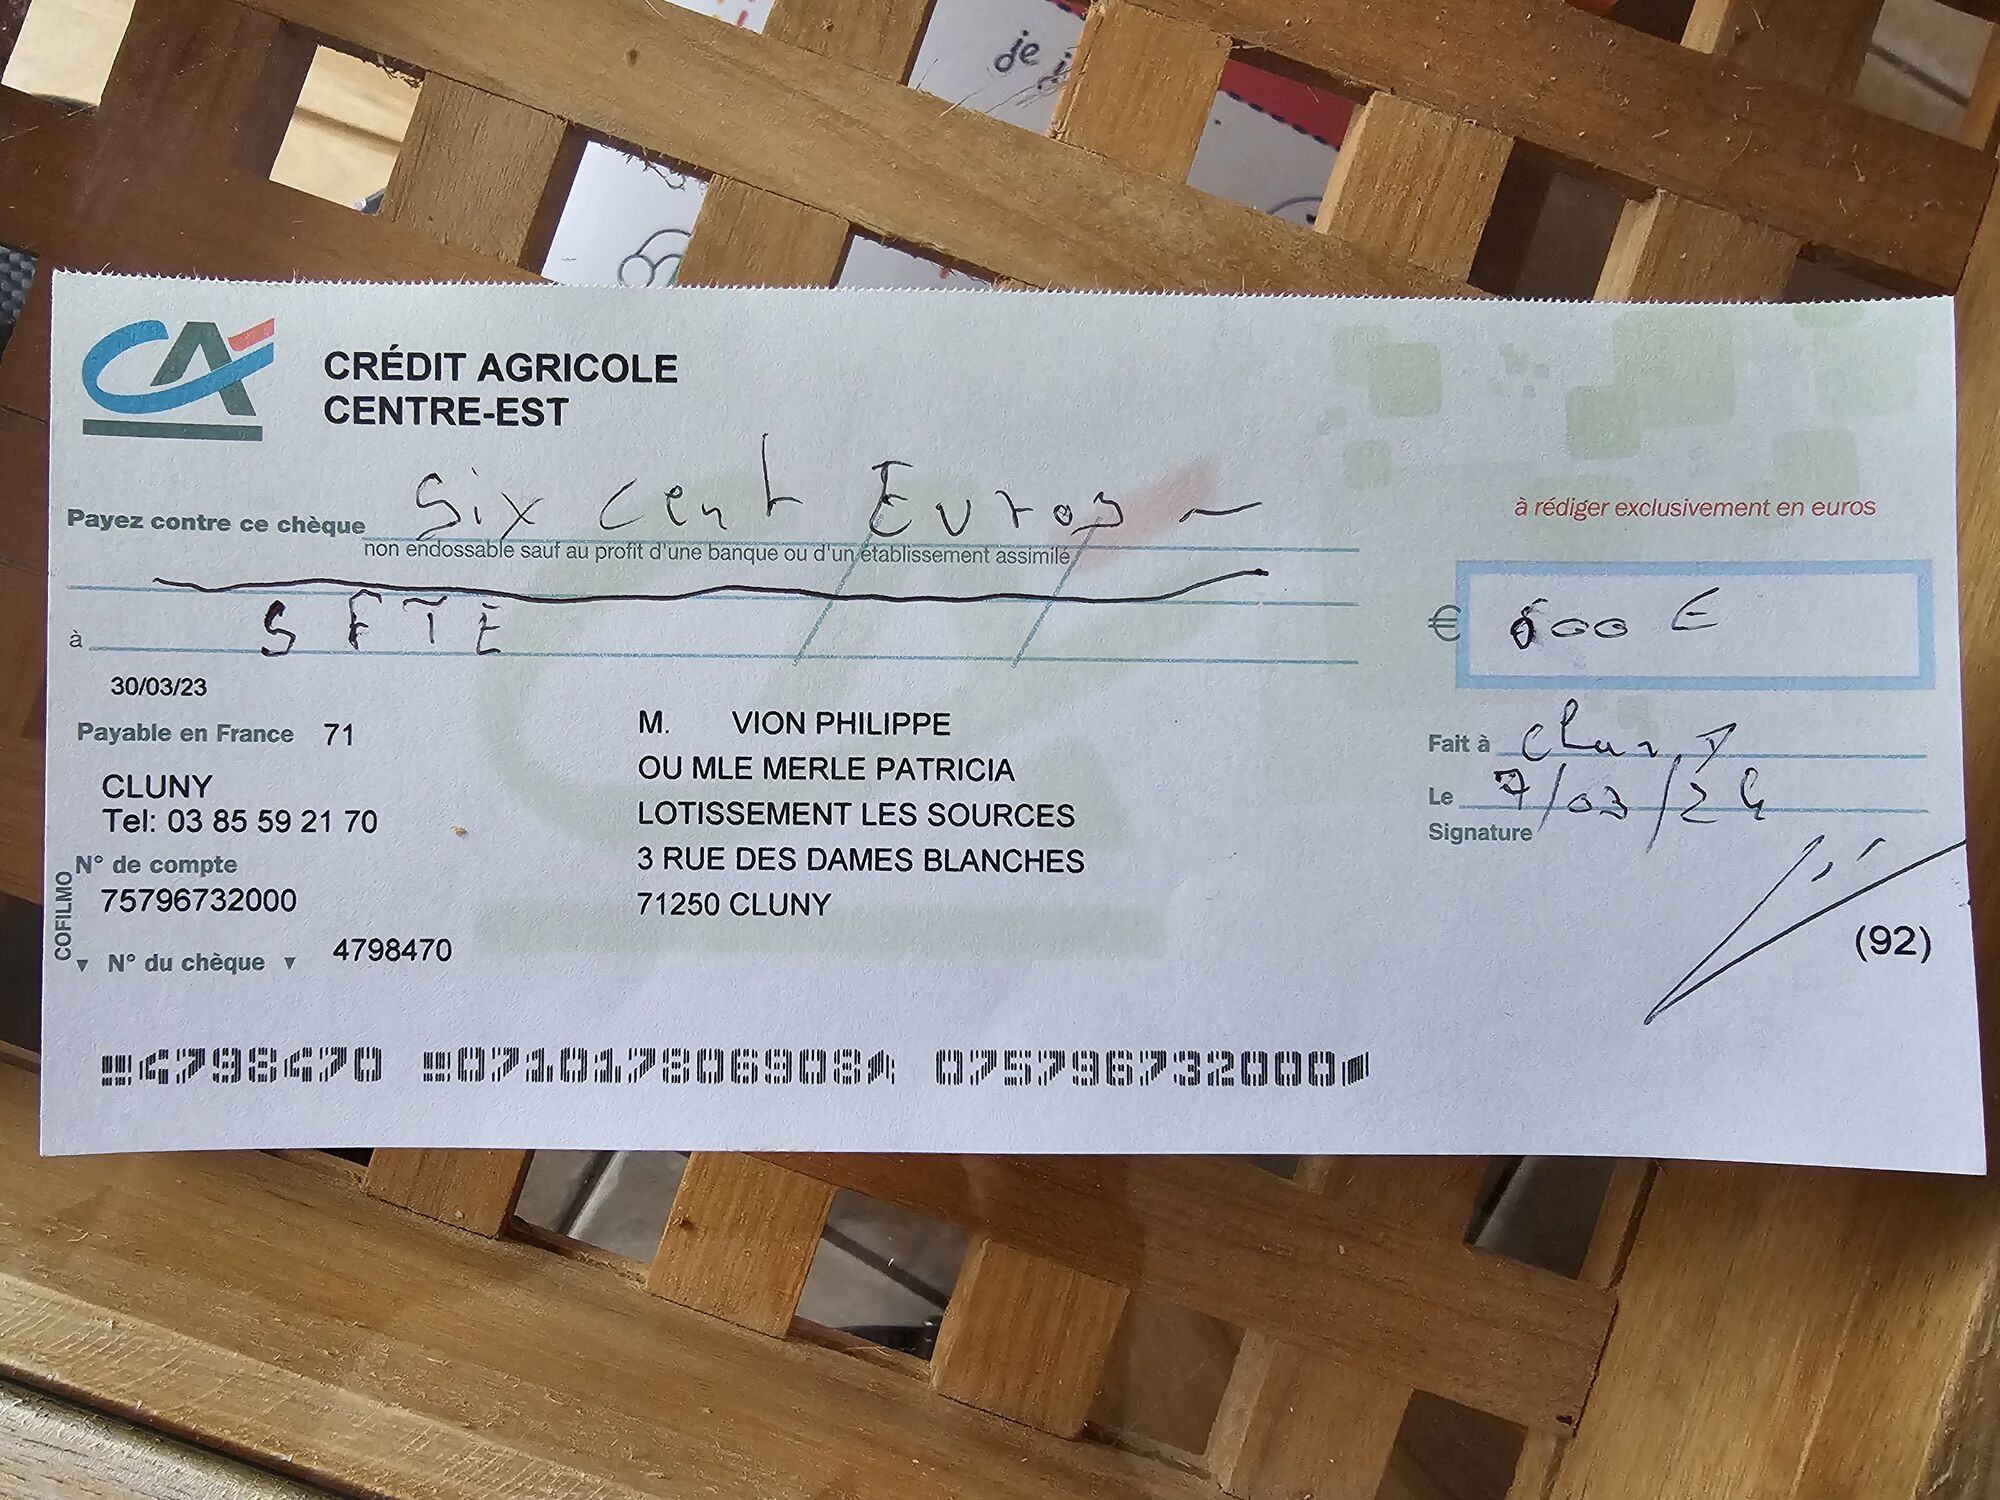 je j
CA
CRÉDIT AGRICOLE
CENTRE-EST
Payez contre ce chèque Six cent Euros
non endossable sauf au profit d'une banque ou d'un établissement assimilé
à rédiger exclusivement en euros
à SFTE
€ 600 €
30/03/23
Payable en France 71
CLUNY
Tel: 03 85 59 21 70
N° de compte
75796732000
COFILMO
N° du chèque 4798470
M. VION PHILIPPE
OU MLE MERLE PATRICIA
LOTISSEMENT LES SOURCES
3 RUE DES DAMES BLANCHES
71250 CLUNY
Fait à Cluny
Le 7/03/24
Signature
(92)
4798470 071017806908 075796732000